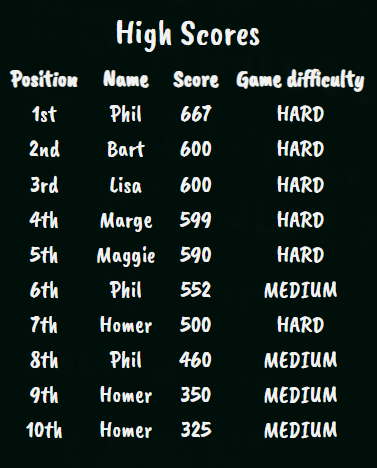 High Scores
Position Name Score Game difficulty
1st Phil 667 HARD
2nd Bart 600 HARD
3rd Lisa 600 HARD
4th Marge 599 HARD
5th Maggie 590 HARD
6th Phil 552 MEDIUM
7th Homer 500 HARD
8th Phil 460 MEDIUM
9th Homer 350 MEDIUM
10th Homer 325 MEDIUM